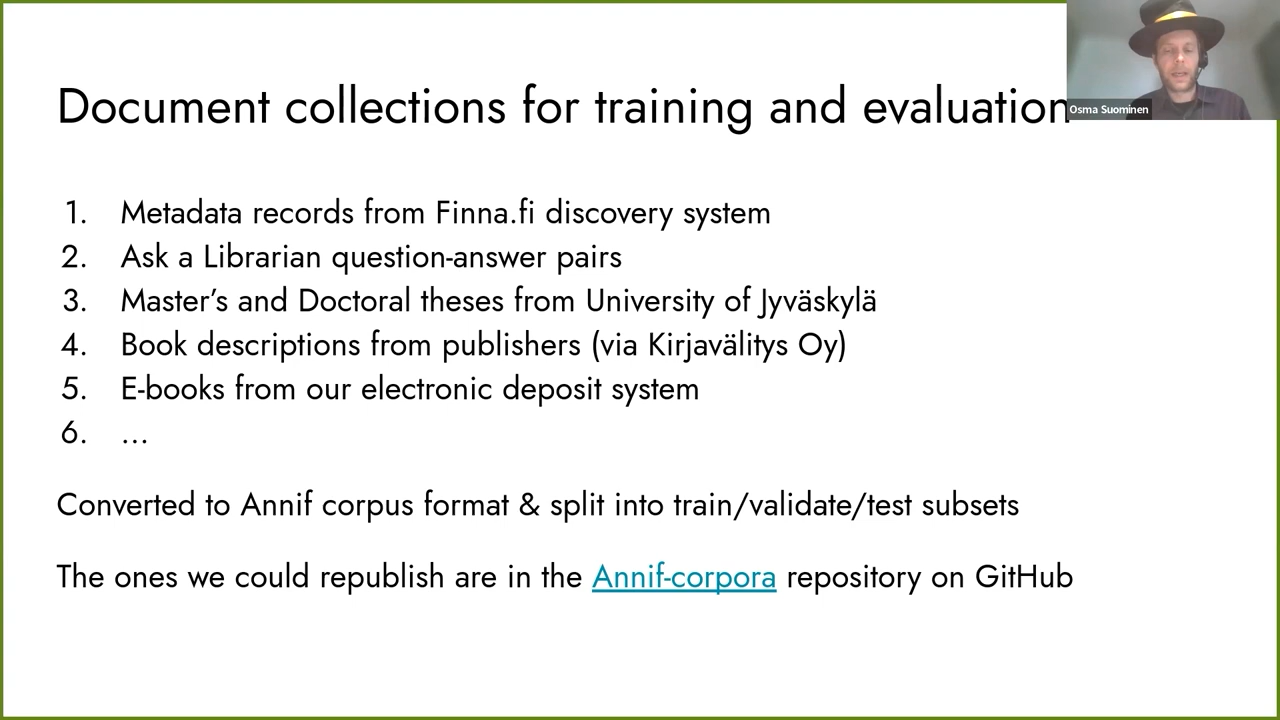 Document collections for training and evaluation
Osma Suominen
1. Metadata records from Finna.fi discovery system
2. Ask a Librarian question-answer pairs
3. Master's and Doctoral theses from University of Jyväskylä
4. Book descriptions from publishers (via Kirjavälitys Oy)
5. E-books from our electronic deposit system
6. ...
Converted to Annif corpus format & split into train/validate/test subsets
The ones we could republish are in the Annif-corpora repository on GitHub